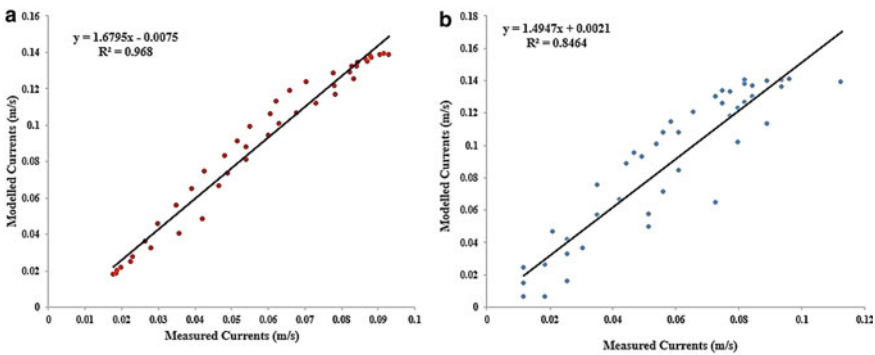 a
y = 1.6795x - 0.0075
R² = 0.968
Modelled Currents (m/s)
0.16
0.14
0.12
0.1
0.08
0.06
0.04
0.02
0
0 0.01 0.02 0.03 0.04 0.05 0.06 0.07 0.08 0.09 0.1
Measured Currents (m/s)
b
y = 1.4947x + 0.0021
R² = 0.8464
Modelled Currents (m/s)
0.18
0.16
0.14
0.12
0.1
0.08
0.06
0.04
0.02
0
0 0.02 0.04 0.06 0.08 0.1 0.12
Measured Currents (m/s)